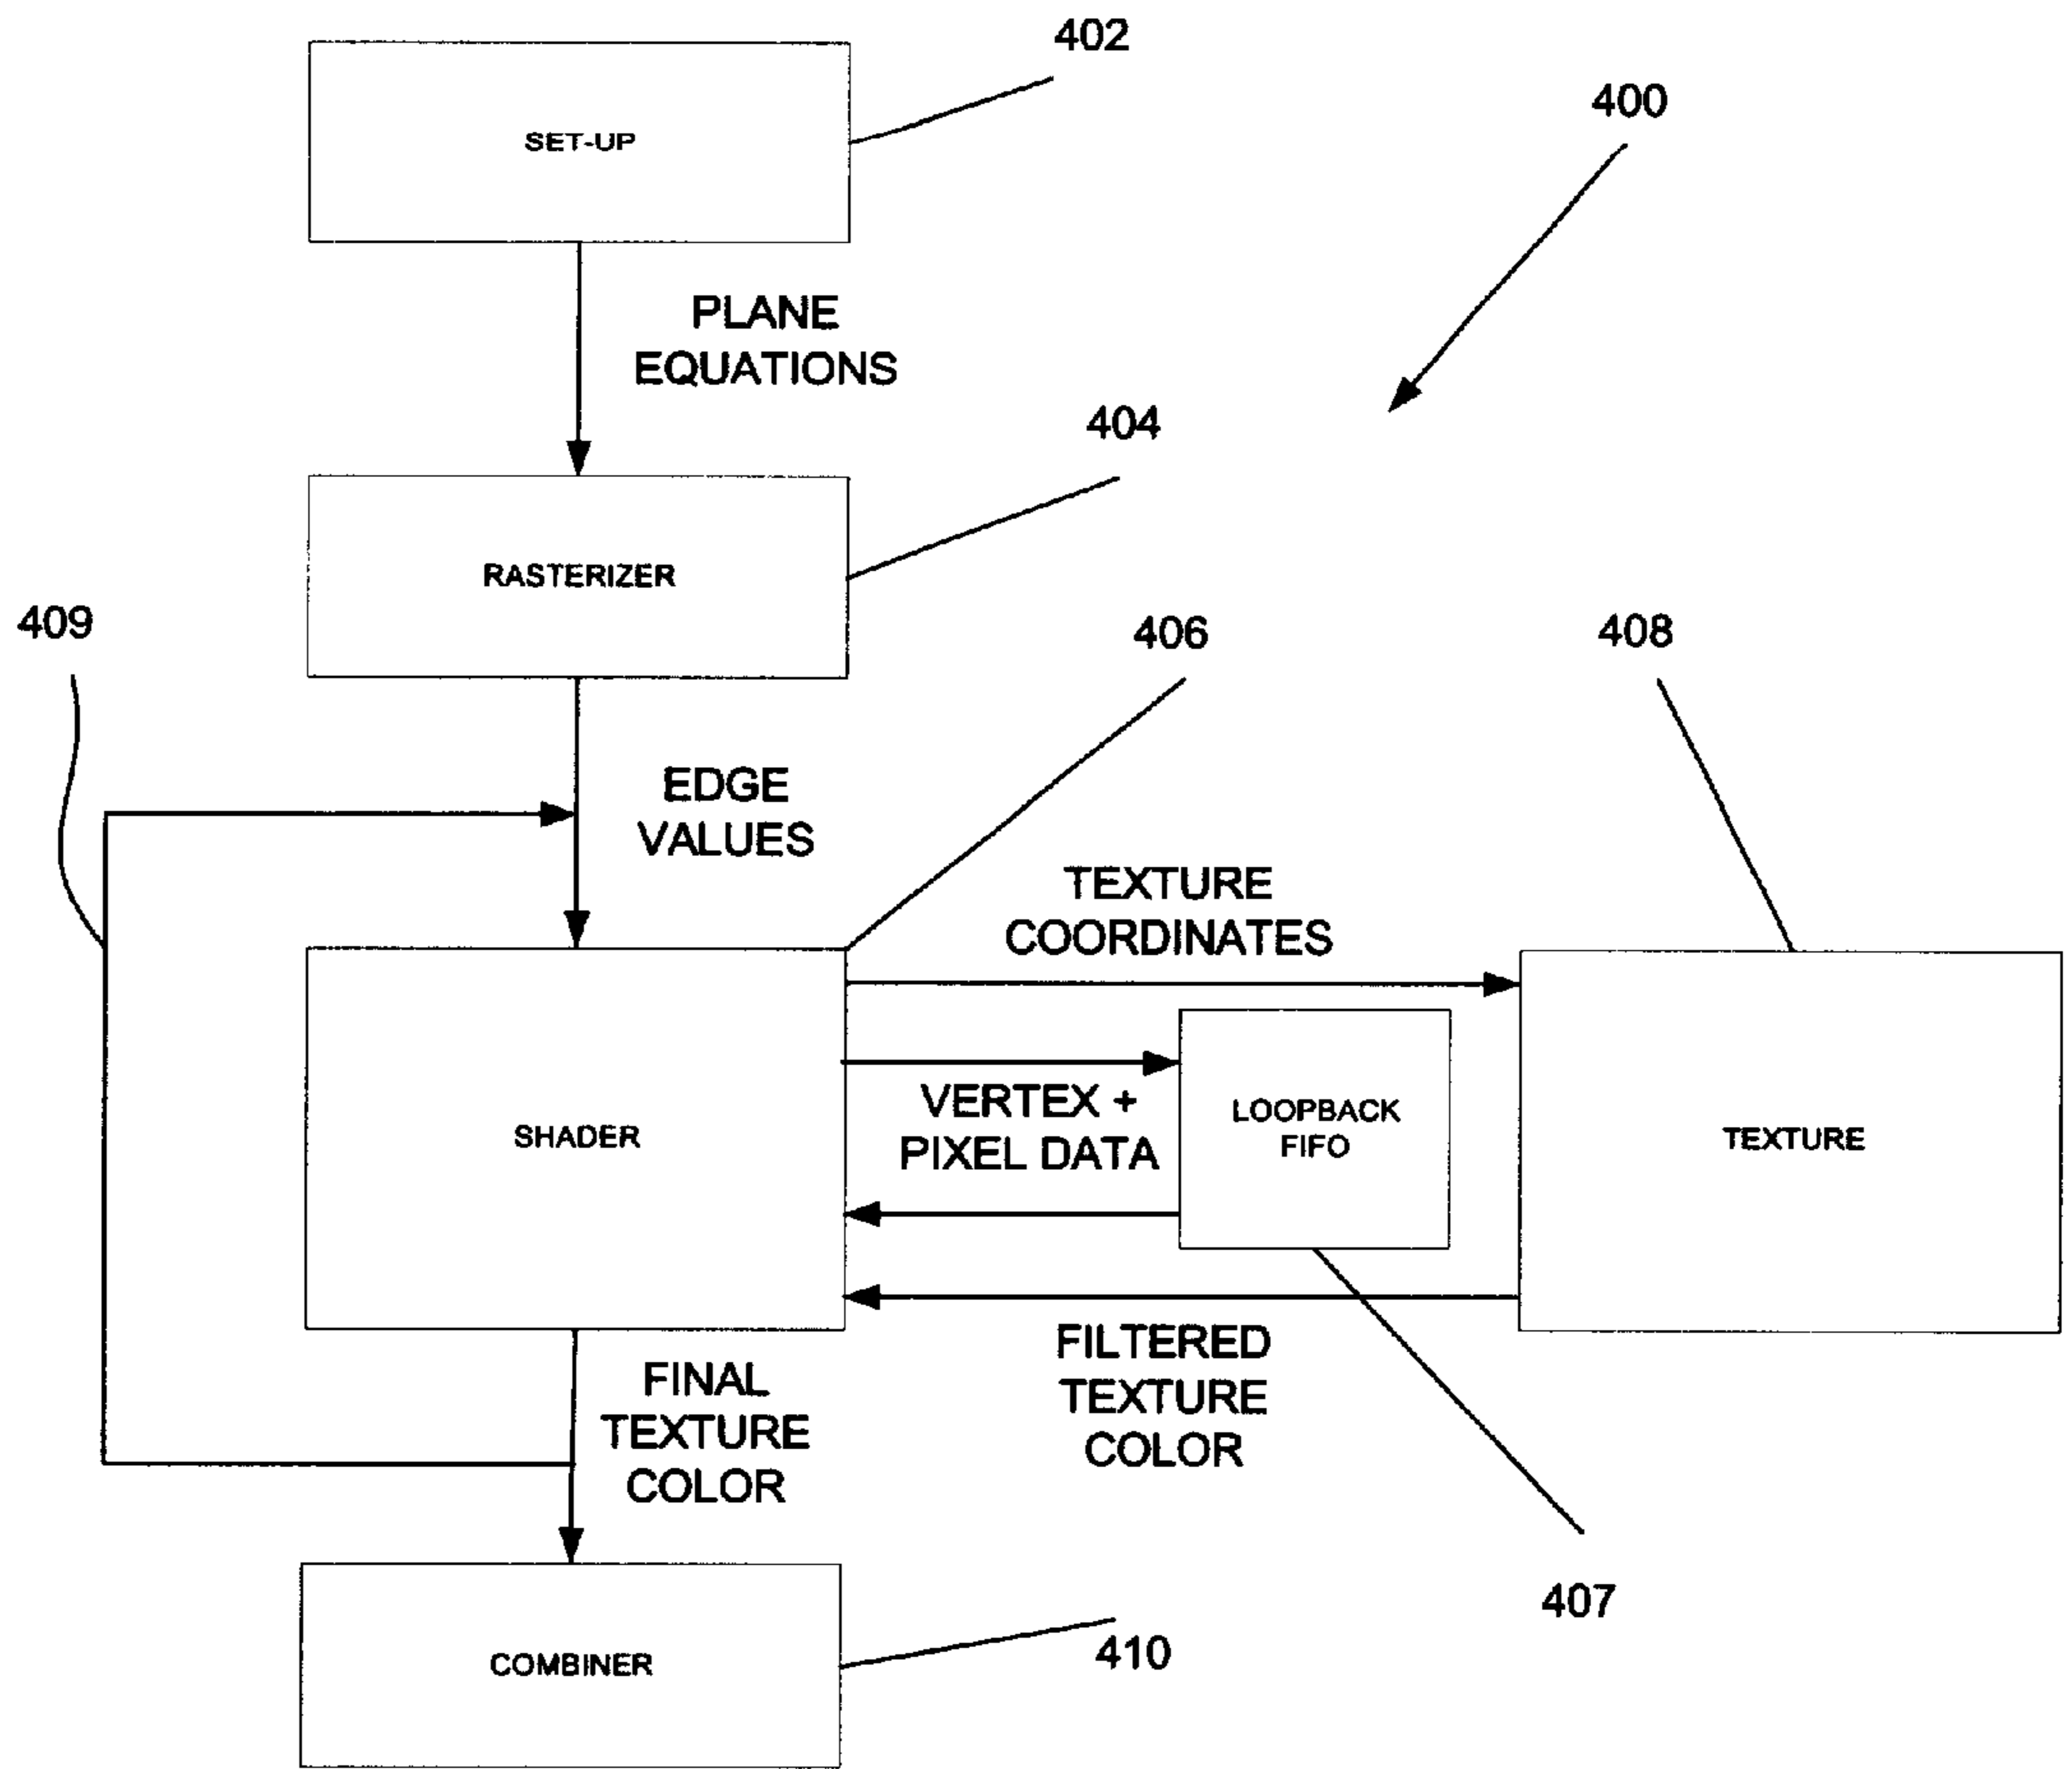 402
SET-UP
400
PLANE
EQUATIONS
404
RASTERIZER
409
406
408
EDGE
VALUES
TEXTURE
COORDINATES
SHADER
VERTEX +
PIXEL DATA
LOOPBACK
FIFO
TEXTURE
FINAL
TEXTURE
COLOR
FILTERED
TEXTURE
COLOR
407
COMBINER
410